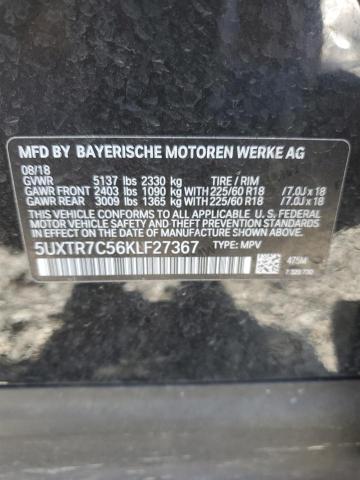 MFD BY BAYERISCHE MOTOREN WERKE AG
08/18
GVWR 5137 lbs 2330 kg TIRE / RIM
GAWR FRONT 2403 lbs 1090 kg WITH 225/60 R18 /7.0J x 18
GAWR REAR 3009 lbs 1365 kg WITH 225/60 R18 /7.0J x 18
THIS VEHICLE CONFORMS TO ALL APPLICABLE U.S. FEDERAL
MOTOR VEHICLE SAFETY AND THEFT PREVENTION STANDARDS
IN EFFECT ON THE DATE OF MANUFACTURE SHOWN ABOVE.
5UXTR7C56KLF27367 TYPE: MPV
475M